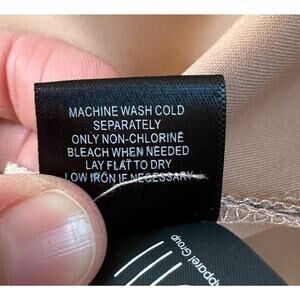 MACHINE WASH COLD
SEPARATELY
ONLY NON-CHLORINE
BLEACH WHEN NEEDED
LAY FLAT TO DRY
LOW IRON IF NECESSARY
Apparel Group